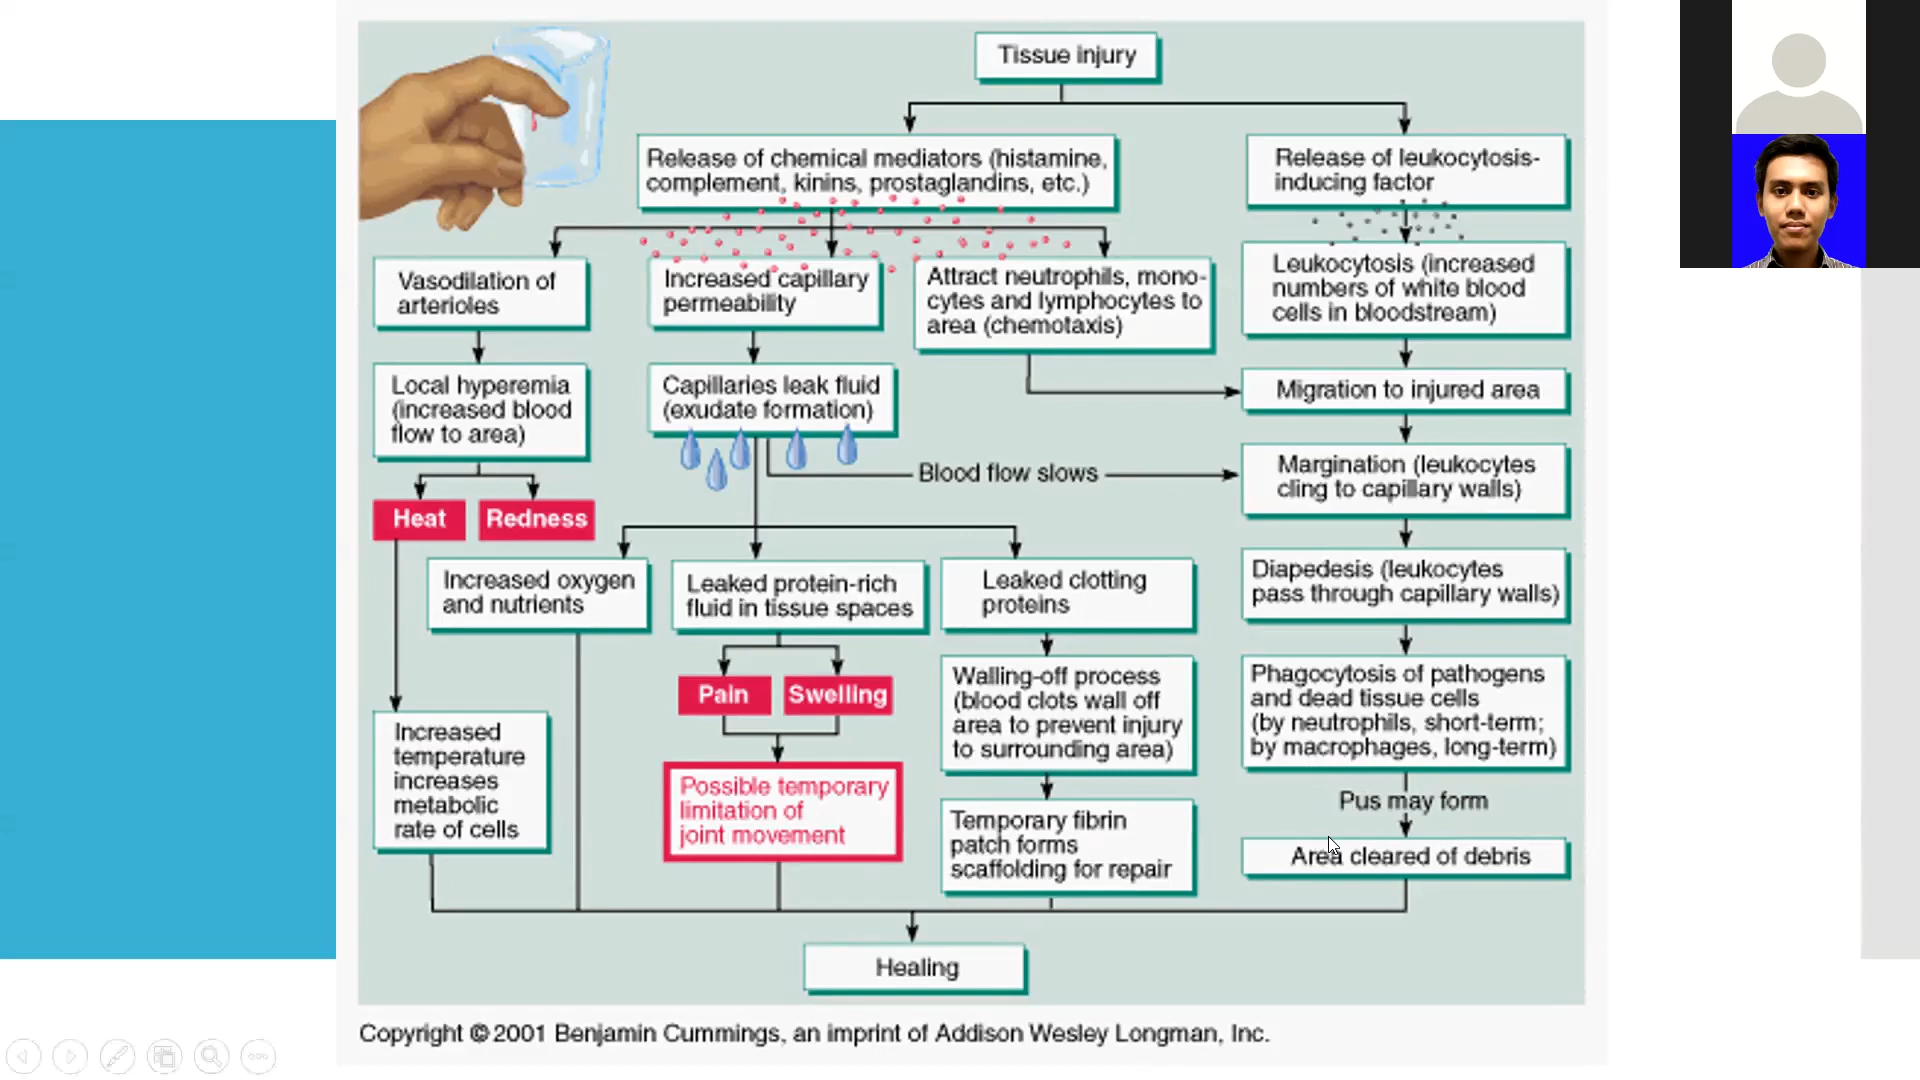 Tissue injury
Release of chemical mediators (histamine,
complement, kinins, prostaglandins, etc.)
Release of leukocytosis-
inducing factor
Vasodilation of
arterioles
Increased capillary
permeability
Attract neutrophils, mono-
cytes and lymphocytes to
area (chemotaxis)
Leukocytosis (increased
numbers of white blood
cells in bloodstream)
Local hyperemia
(increased blood
flow to area)
Capillaries leak fluid
(exudate formation)
Migration to injured area
Blood flow slows
Margination (leukocytes
cling to capillary walls)
Heat
Redness
Increased oxygen
and nutrients
Leaked protein-rich
fluid in tissue spaces
Leaked clotting
proteins
Diapedesis (leukocytes
pass through capillary walls)
Pain
Swelling
Walling-off process
(blood clots wall off
area to prevent injury
to surrounding area)
Phagocytosis of pathogens
and dead tissue cells
(by neutrophils, short-term;
by macrophages, long-term)
Increased
temperature
increases
metabolic
rate of cells
Possible temporary
limitation of
joint movement
Temporary fibrin
patch forms
scaffolding for repair
Pus may form
Area cleared of debris
Healing
Copyright © 2001 Benjamin Cummings, an imprint of Addison Wesley Longman, Inc.